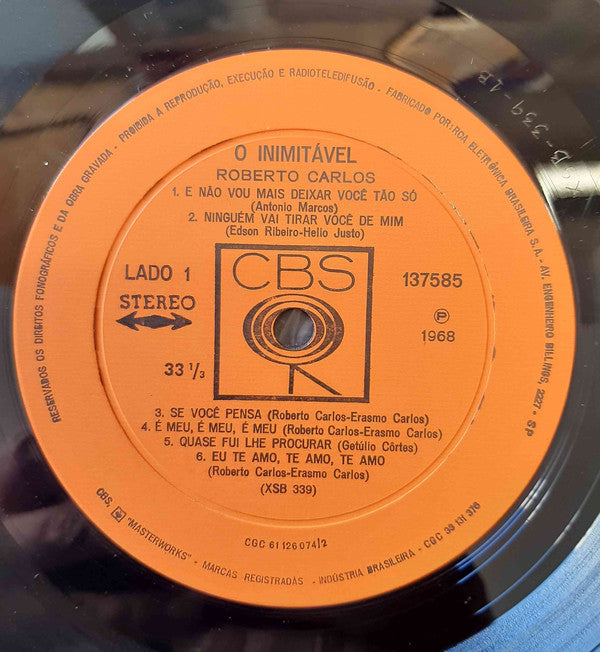 RESERVADOS OS DIREITOS FONOGRÁFICOS E DA OBRA GRAVADA - PROIBIDA A REPRODUÇÃO, EXECUÇÃO E RADIOTELEDIFUSÃO - FABRICADO POR: RCA ELETRÔNICA BRASILEIRA S.A. - AV. ENGENHEIRO BILLINGS, 2227 - SP
O INIMITÁVEL
ROBERTO CARLOS
1. E NÃO VOU MAIS DEIXAR VOCÊ TÃO SÓ
(Antonio Marcos)
2. NINGUÉM VAI TIRAR VOCÊ DE MIM
(Edson Ribeiro-Helio Justo)
LADO 1
STEREO
CBS
137585
℗
1968
33 1/3
3. SE VOCÊ PENSA (Roberto Carlos-Erasmo Carlos)
4. É MEU, É MEU, É MEU (Roberto Carlos-Erasmo Carlos)
5. QUASE FUI LHE PROCURAR (Getúlio Côrtes)
6. EU TE AMO, TE AMO, TE AMO
(Roberto Carlos-Erasmo Carlos)
(XSB 339)
CGC 61 126 074/2
CBS, "MASTERWORKS" - MARCAS REGISTRADAS - INDÚSTRIA BRASILEIRA - CGC 33 131 376